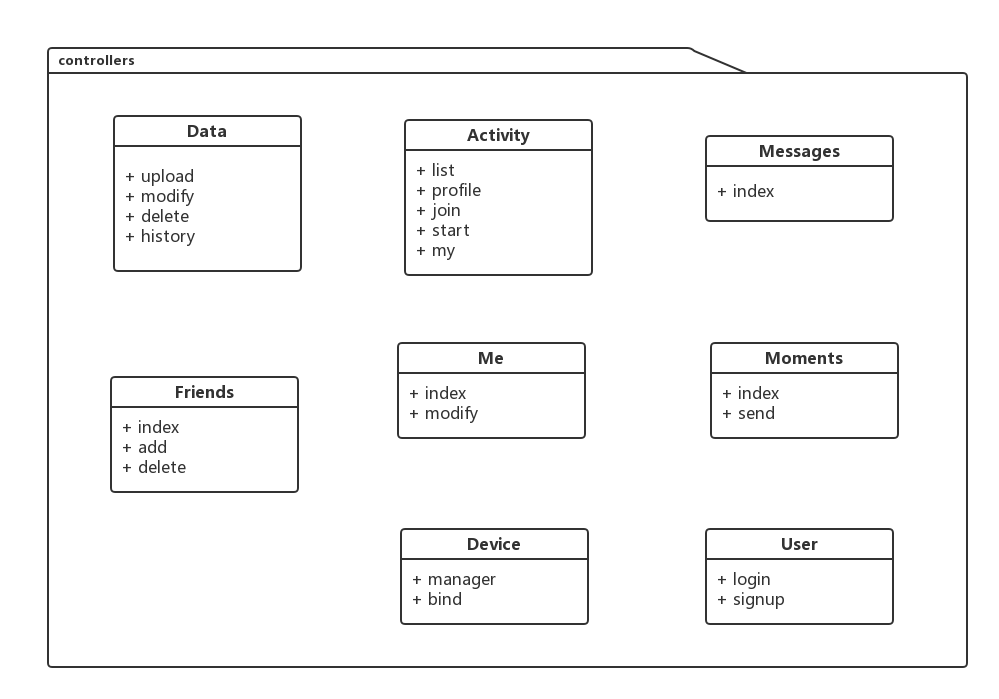 controllers
Data
+ upload
+ modify
+ delete
+ history
Activity
+ list
+ profile
+ join
+ start
+ my
Messages
+ index
Friends
+ index
+ add
+ delete
Me
+ index
+ modify
Moments
+ index
+ send
Device
+ manager
+ bind
User
+ login
+ signup